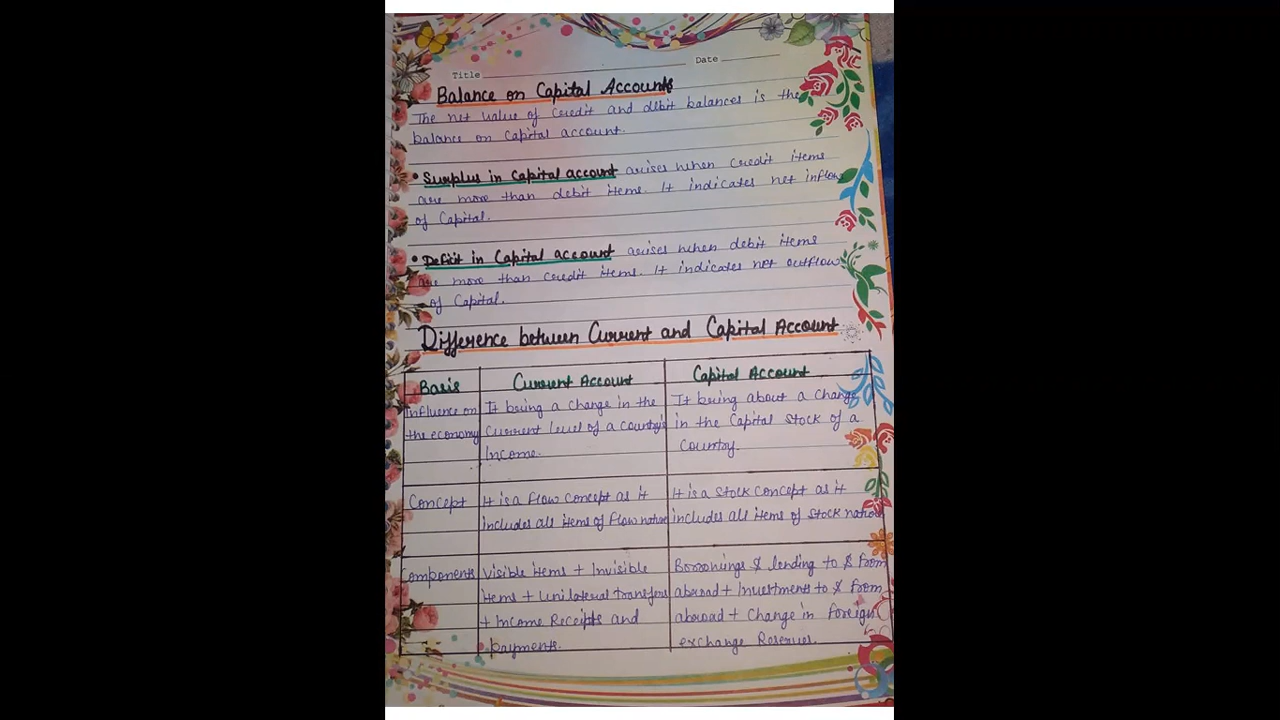 Title
Date
Balance on Capital Accounts
The net value of credit and debit balances is the
balance on capital account.
• Surplus in capital account arises when credit items
are more than debit items. It indicates net inflow
of capital.
• Deficit in Capital account arises when debit items
are more than credit items. It indicates net outflow
of capital.
Difference between Current and Capital Account
Basis Current Account Capital Account
Influence on the economy
It bring a change in the
current level of a country's
Income.
It bring about a change
in the Capital stock of a
Country.
Concept
It is a flow concept as it
includes all items of flow nature
It is a stock concept as it
includes all items of stock nature
Components
Visible items + Invisible
items + unilateral transfers
+ Income Receipts and
payments.
Borrowings & lending to & from
abroad + Investments to & from
abroad + Change in foreign
exchange Reserves.